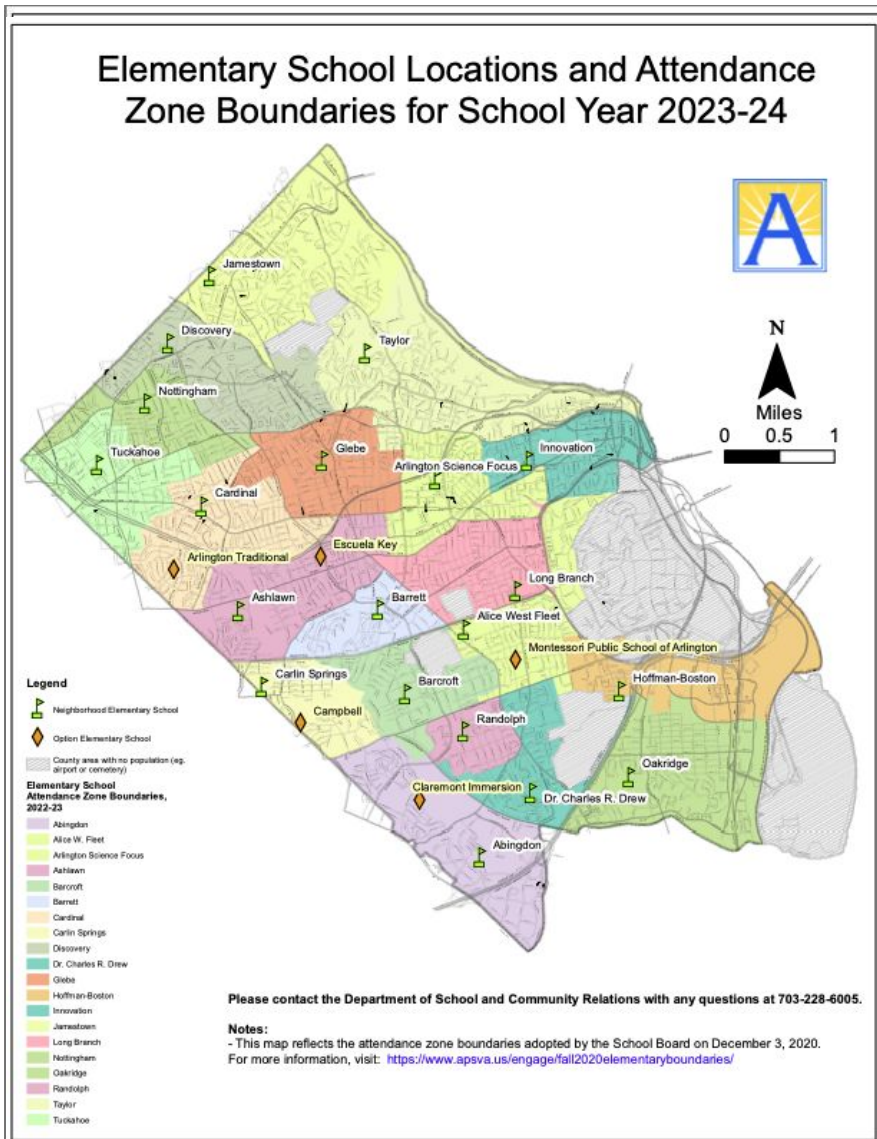 Elementary School Locations and Attendance
Zone Boundaries for School Year 2023-24
A
Jamestown
Discovery
Taylor
N
Nottingham
Miles
0 0.5 1
Glebe
Innovation
Tuckahoe
Arlington Science Focus
Cardinal
Escuela Key
Arlington Traditional
Long Branch
Ashlawn
Barrett
Alice West Fleet
Montessori Public School of Arlington
Carlin Springs
Barcroft
Hoffman-Boston
Campbell
Randolph
Oakridge
Claremont Immersion
Dr. Charles R. Drew
Abingdon
Legend
Neighborhood Elementary School
Option Elementary School
County area with no population (eg.
airport or cemetery)
Elementary School
Attendance Zone Boundaries,
2022-23
Abingdon
Alice W. Fleet
Arlington Science Focus
Ashlawn
Barcroft
Barrett
Cardinal
Carlin Springs
Discovery
Dr. Charles R. Drew
Glebe
Hoffman-Boston
Innovation
Jamestown
Long Branch
Nottingham
Oakridge
Randolph
Taylor
Tuckahoe
Please contact the Department of School and Community Relations with any questions at 703-228-6005.
Notes:
- This map reflects the attendance zone boundaries adopted by the School Board on December 3, 2020.
For more information, visit: https://www.apsva.us/engage/fall2020elementaryboundaries/